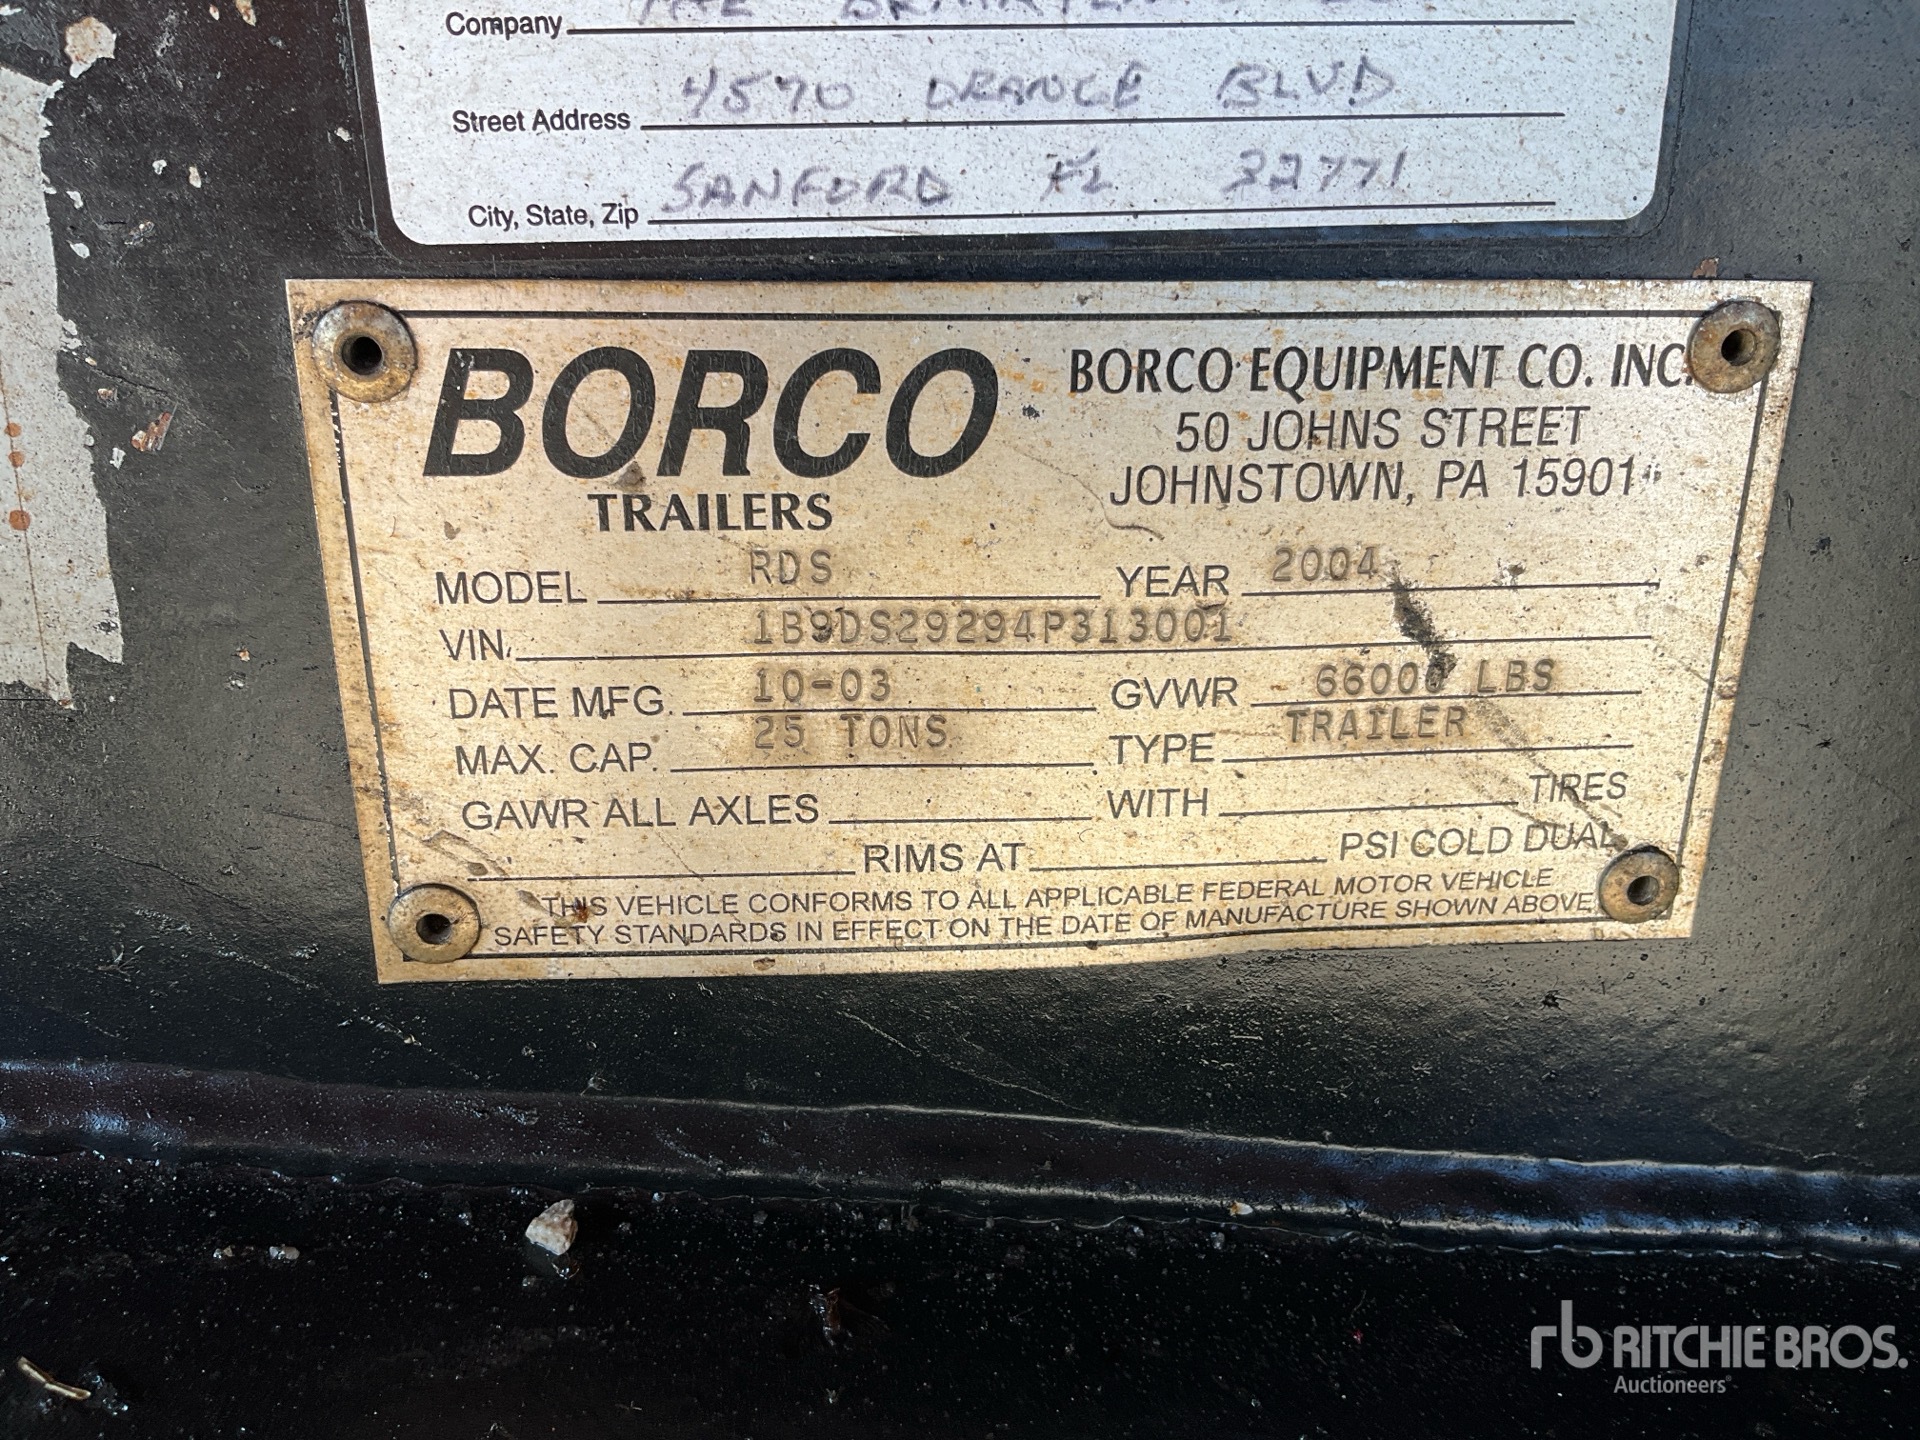 Company THE
Street Address 4570 ORANGE BLVD
City, State, Zip SANFORD FL 32771
BORCO
TRAILERS
BORCO EQUIPMENT CO. INC.
50 JOHNS STREET
JOHNSTOWN, PA 15901
MODEL RDS YEAR 2004
VIN. 1B9DS29294P313001
DATE MFG. 10-03 GVWR 66000 LBS
MAX. CAP. 25 TONS TYPE TRAILER
GAWR ALL AXLES WITH TIRES
RIMS AT PSI COLD DUAL
THIS VEHICLE CONFORMS TO ALL APPLICABLE FEDERAL MOTOR VEHICLE
SAFETY STANDARDS IN EFFECT ON THE DATE OF MANUFACTURE SHOWN ABOVE.
rb RITCHIE BROS.
Auctioneers